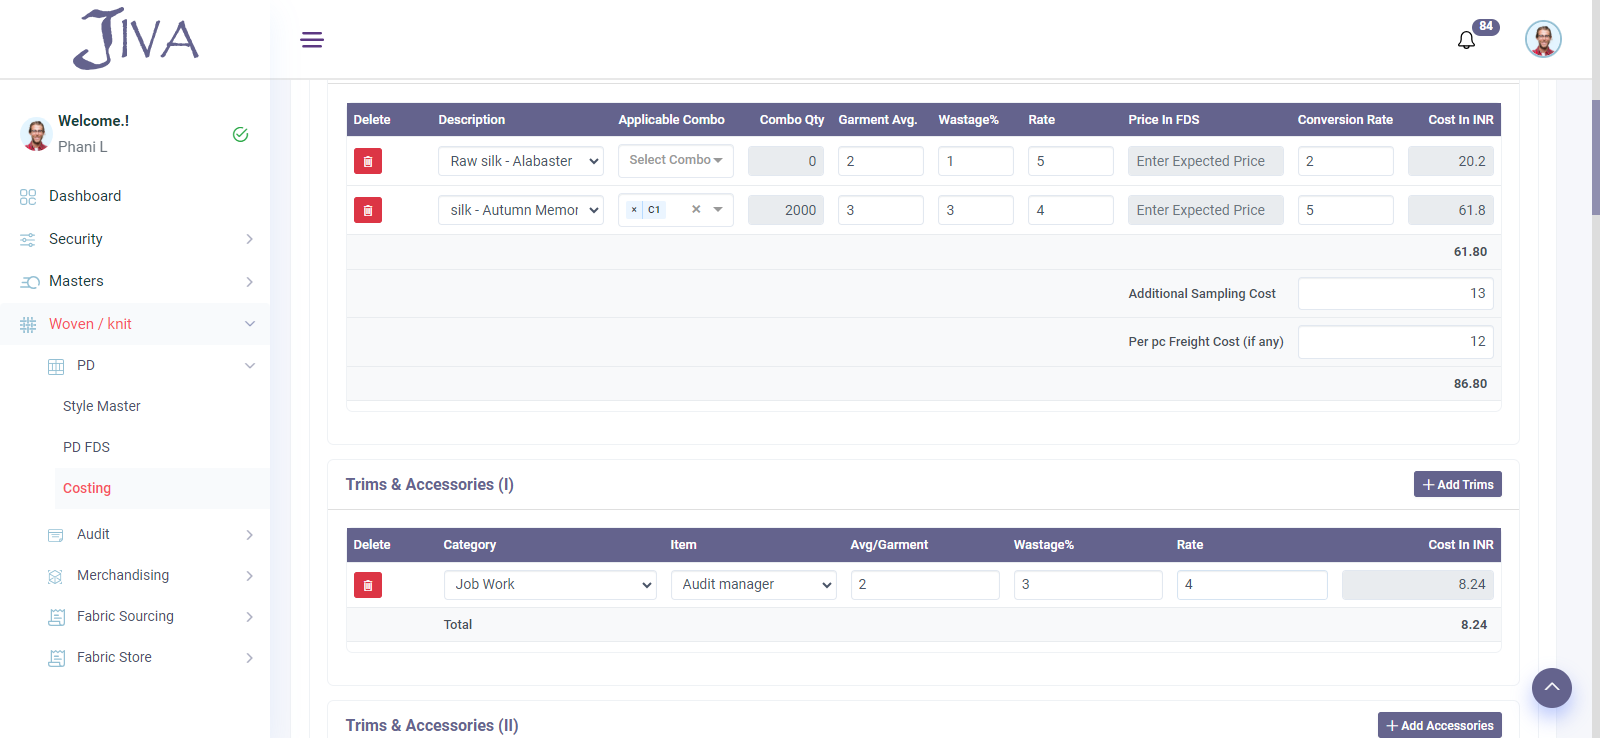 JIVA
84
Welcome.!
Phani L
Dashboard
Security
Masters
Woven / knit
PD
Style Master
PD FDS
Costing
Audit
Merchandising
Fabric Sourcing
Fabric Store
Delete Description Applicable Combo Combo Qty Garment Avg. Wastage% Rate Price In FDS Conversion Rate Cost In INR
Raw silk - Alabaster Select Combo 0 2 1 5 Enter Expected Price 2 20.2
silk - Autumn Memor × C1 × 2000 3 3 4 Enter Expected Price 5 61.8
61.80
Additional Sampling Cost 13
Per pc Freight Cost (if any) 12
86.80
Trims & Accessories (I) + Add Trims
Delete Category Item Avg/Garment Wastage% Rate Cost In INR
Job Work Audit manager 2 3 4 8.24
Total 8.24
Trims & Accessories (II) + Add Accessories